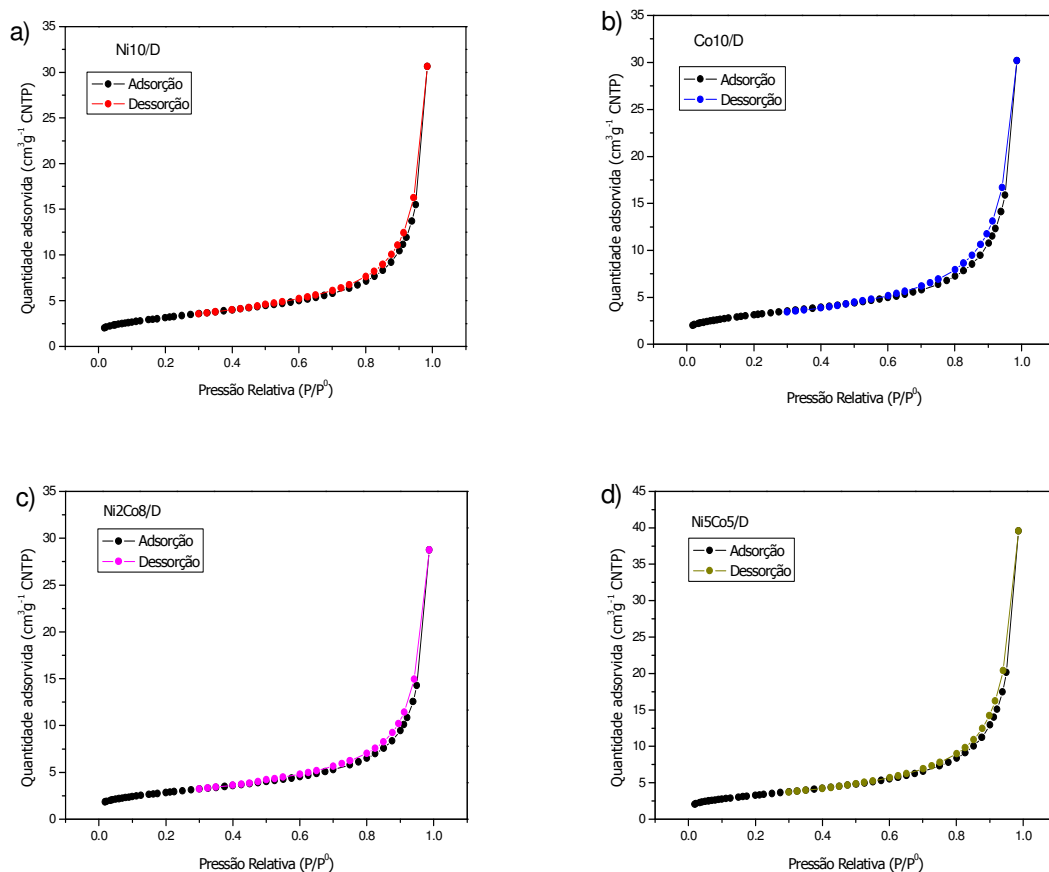 a)
Ni10/D
Adsorção
Dessorção
Quantidade adsorvida (cm³g⁻¹ CNTP)
35
30
25
20
15
10
5
0
0.0 0.2 0.4 0.6 0.8 1.0
Pressão Relativa (P/P⁰)
b)
Co10/D
Adsorção
Dessorção
Quantidade adsorvida (cm³g⁻¹ CNTP)
35
30
25
20
15
10
5
0
0.0 0.2 0.4 0.6 0.8 1.0
Pressão Relativa (P/P⁰)
c)
Ni2Co8/D
Adsorção
Dessorção
Quantidade adsorvida (cm³g⁻¹ CNTP)
35
30
25
20
15
10
5
0
0.0 0.2 0.4 0.6 0.8 1.0
Pressão Relativa (P/P⁰)
d)
Ni5Co5/D
Adsorção
Dessorção
Quantidade adsorvida (cm³g⁻¹ CNTP)
45
40
35
30
25
20
15
10
5
0
0.0 0.2 0.4 0.6 0.8 1.0
Pressão Relativa (P/P⁰)